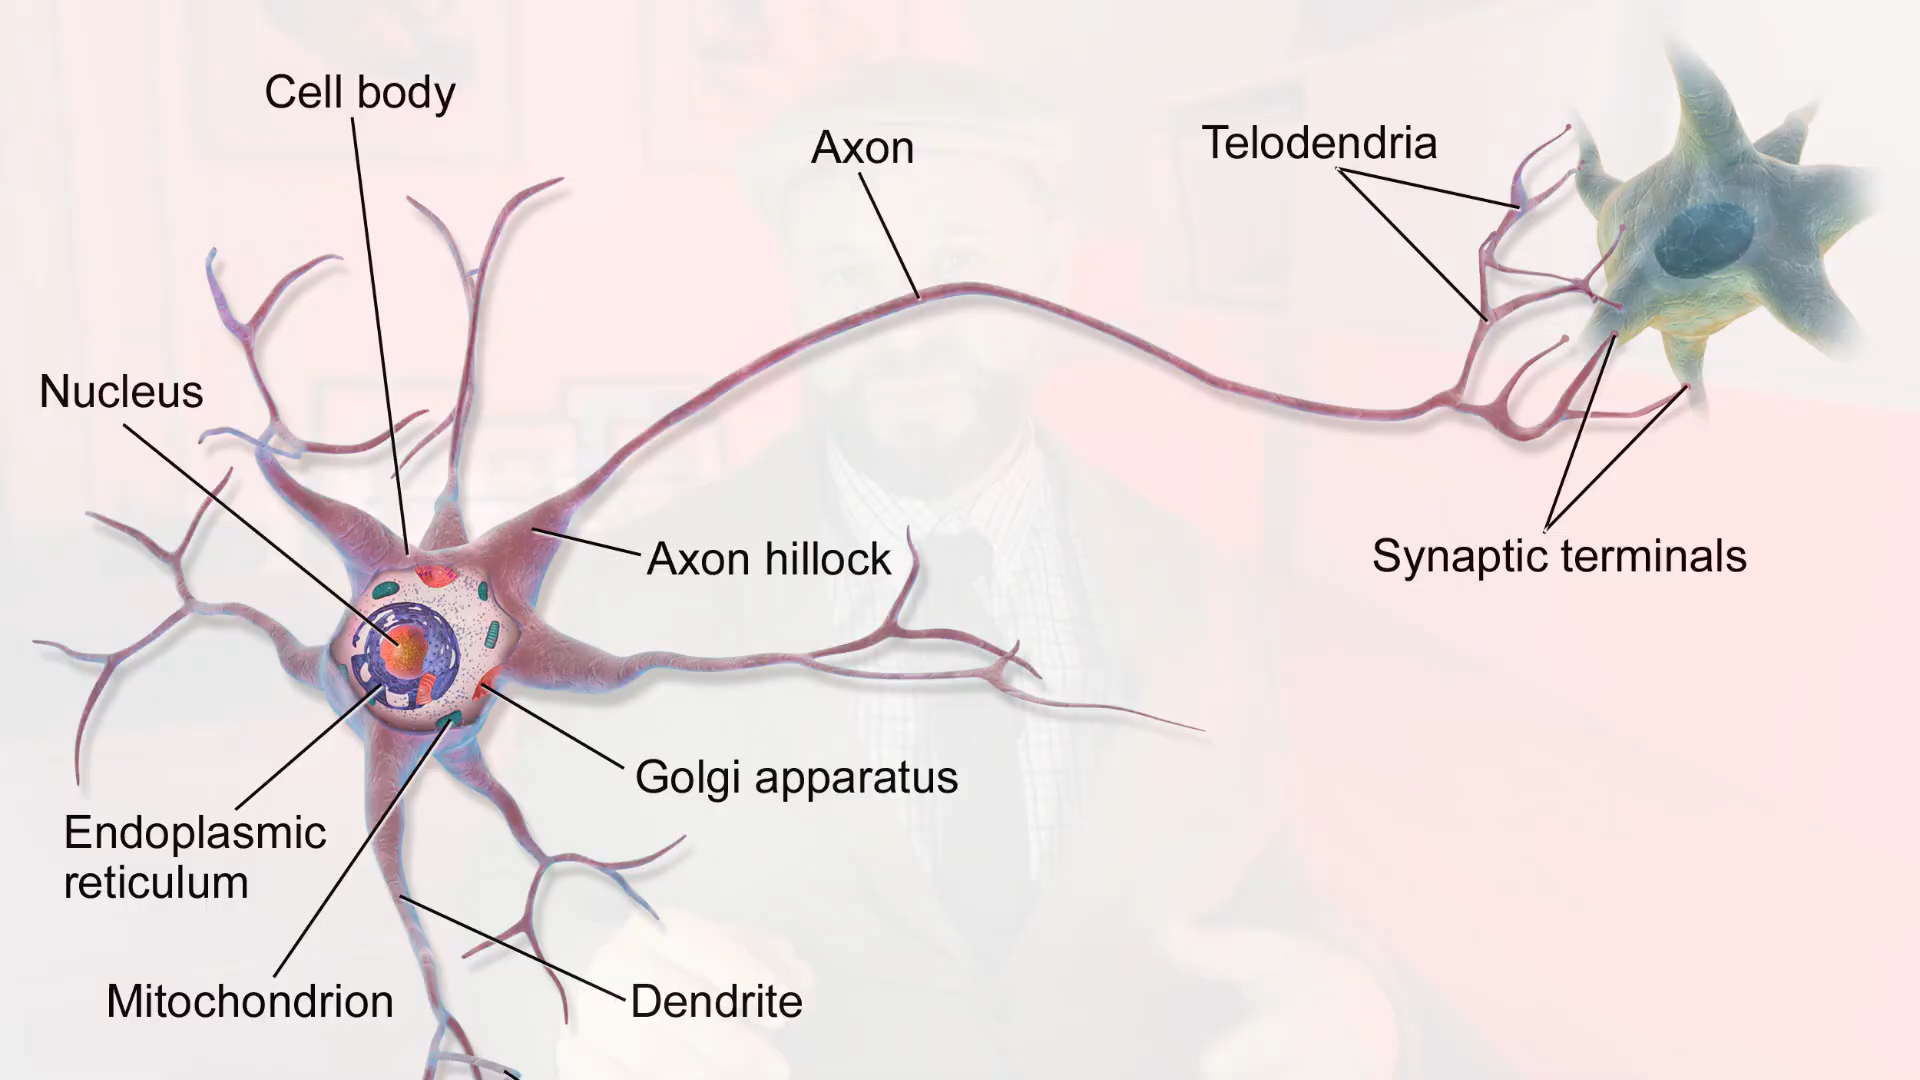 Cell body
Axon
Telodendria
Nucleus
Axon hillock
Synaptic terminals
Golgi apparatus
Endoplasmic
reticulum
Mitochondrion
Dendrite